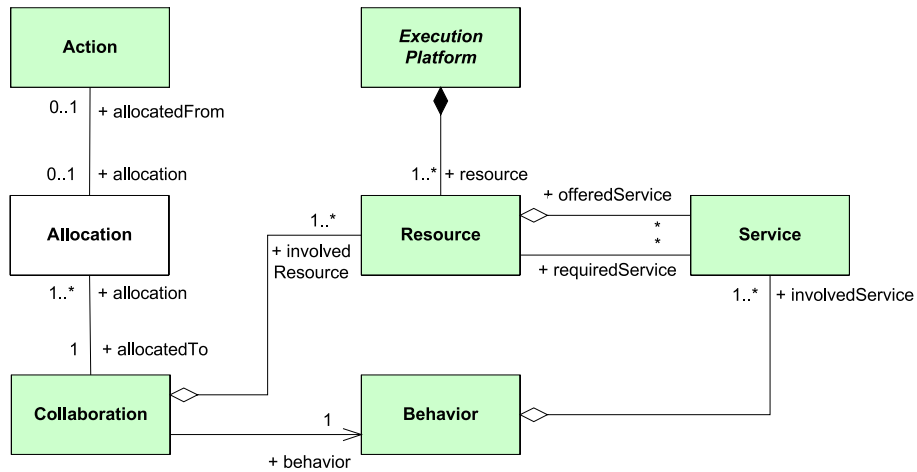 Action
Execution
Platform
0..1
+ allocatedFrom
0..1
+ allocation
1..*
+ resource
Allocation
1..*
+ involved
Resource
Resource
+ offeredService
*
*
+ requiredService
Service
1..*
+ allocation
1..*
+ involvedService
1
+ allocatedTo
Collaboration
1
+ behavior
Behavior